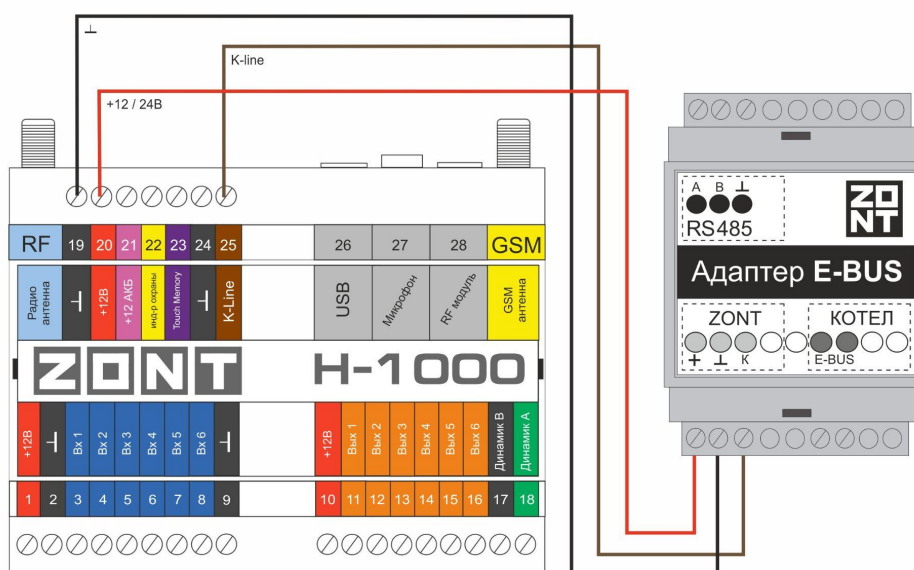 ⊥
K-line
+12 / 24В
A B ⊥
RS485
ZONT
RF 19 20 21 22 23 24 25 26 27 28 GSM
Адаптер E-BUS
Радио антенна
⊥
+12В
+12 АКБ
инд-р охраны
Touch Memory
⊥
K-Line
USB
Микрофон
RF модуль
GSM антенна
ZONT КОТЕЛ
+ ⊥ К E-BUS
ZONT H-1000
+12В
⊥
Вх 1
Вх 2
Вх 3
Вх 4
Вх 5
Вх 6
⊥
+12В
Вых 1
Вых 2
Вых 3
Вых 4
Вых 5
Вых 6
Динамик В
Динамик А
1 2 3 4 5 6 7 8 9 10 11 12 13 14 15 16 17 18